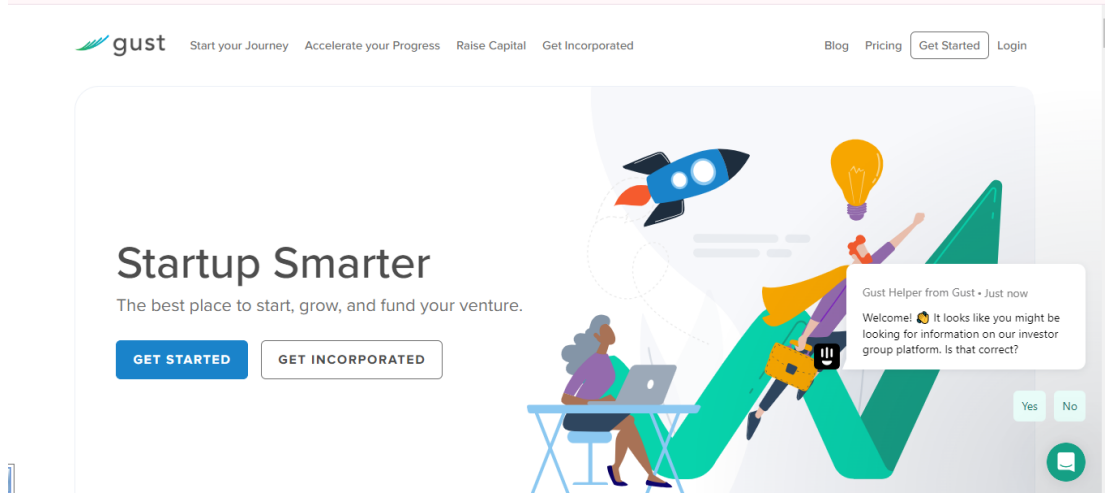 gust
Start your Journey Accelerate your Progress Raise Capital Get Incorporated
Blog Pricing Get Started Login
Startup Smarter
The best place to start, grow, and fund your venture.
GET STARTED GET INCORPORATED
Gust Helper from Gust • Just now
Welcome! 👏 It looks like you might be
looking for information on our investor
group platform. Is that correct?
Yes No